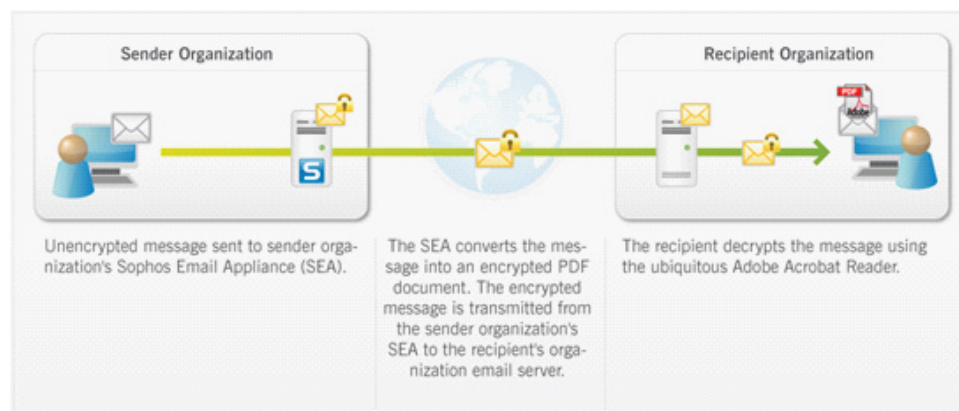 Sender Organization
Recipient Organization
S
PDF
Adobe
Unencrypted message sent to sender orga-
nization's Sophos Email Appliance (SEA).
The SEA converts the mes-
sage into an encrypted PDF
document. The encrypted
message is transmitted from
the sender organization's
SEA to the recipient's orga-
nization email server.
The recipient decrypts the message using
the ubiquitous Adobe Acrobat Reader.